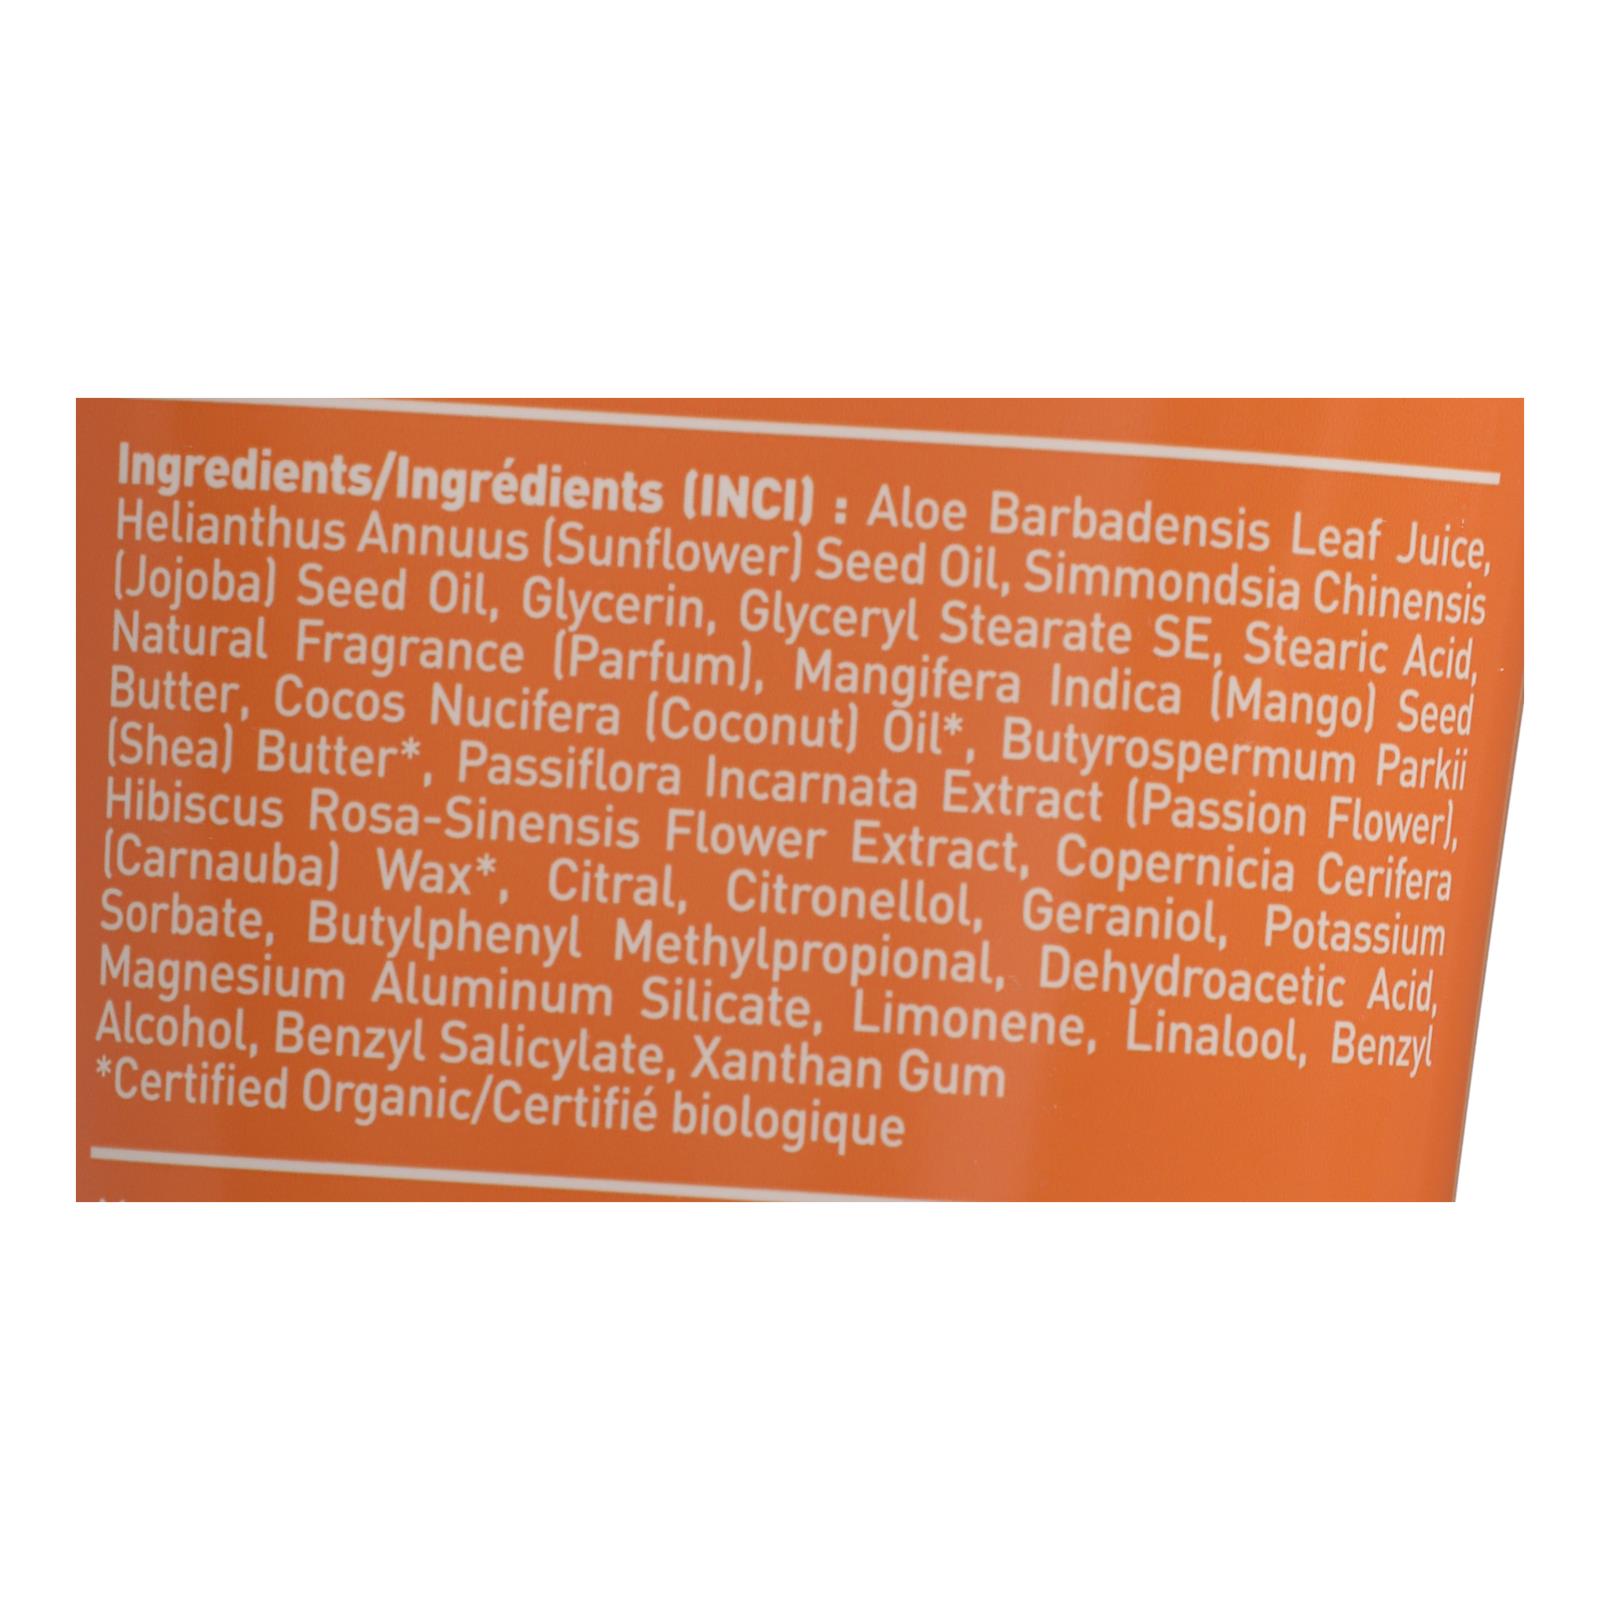 Ingredients/Ingrédients (INCI) : Aloe Barbadensis Leaf Juice,
Helianthus Annuus (Sunflower) Seed Oil, Simmondsia Chinensis
(Jojoba) Seed Oil, Glycerin, Glyceryl Stearate SE, Stearic Acid,
Natural Fragrance (Parfum), Mangifera Indica (Mango) Seed
Butter, Cocos Nucifera (Coconut) Oil*, Butyrospermum Parkii
(Shea) Butter*, Passiflora Incarnata Extract (Passion Flower),
Hibiscus Rosa-Sinensis Flower Extract, Copernicia Cerifera
(Carnauba) Wax*, Citral, Citronellol, Geraniol, Potassium
Sorbate, Butylphenyl Methylpropional, Dehydroacetic Acid,
Magnesium Aluminum Silicate, Limonene, Linalool, Benzyl
Alcohol, Benzyl Salicylate, Xanthan Gum
*Certified Organic/Certifié biologique